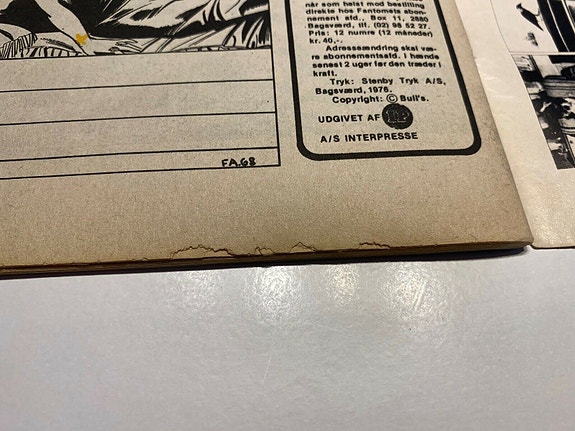 når som helst mod bestilling
direkte hos Fantomets abon-
nement afd., Box 11, 2880
Bagsværd, tlf. (02) 98 52 27.
Pris: 12 numre (12 måneder)
kr. 40,-.
Adresseændring skal væ-
re abonnementsafd. i hænde
senest 2 uger før den træder i
kraft.
Tryk: Stenby Tryk A/S,
Bagsværd, 1976.
Copyright: © Bull's.
UDGIVET AF IP
A/S INTERPRESSE
FA.68